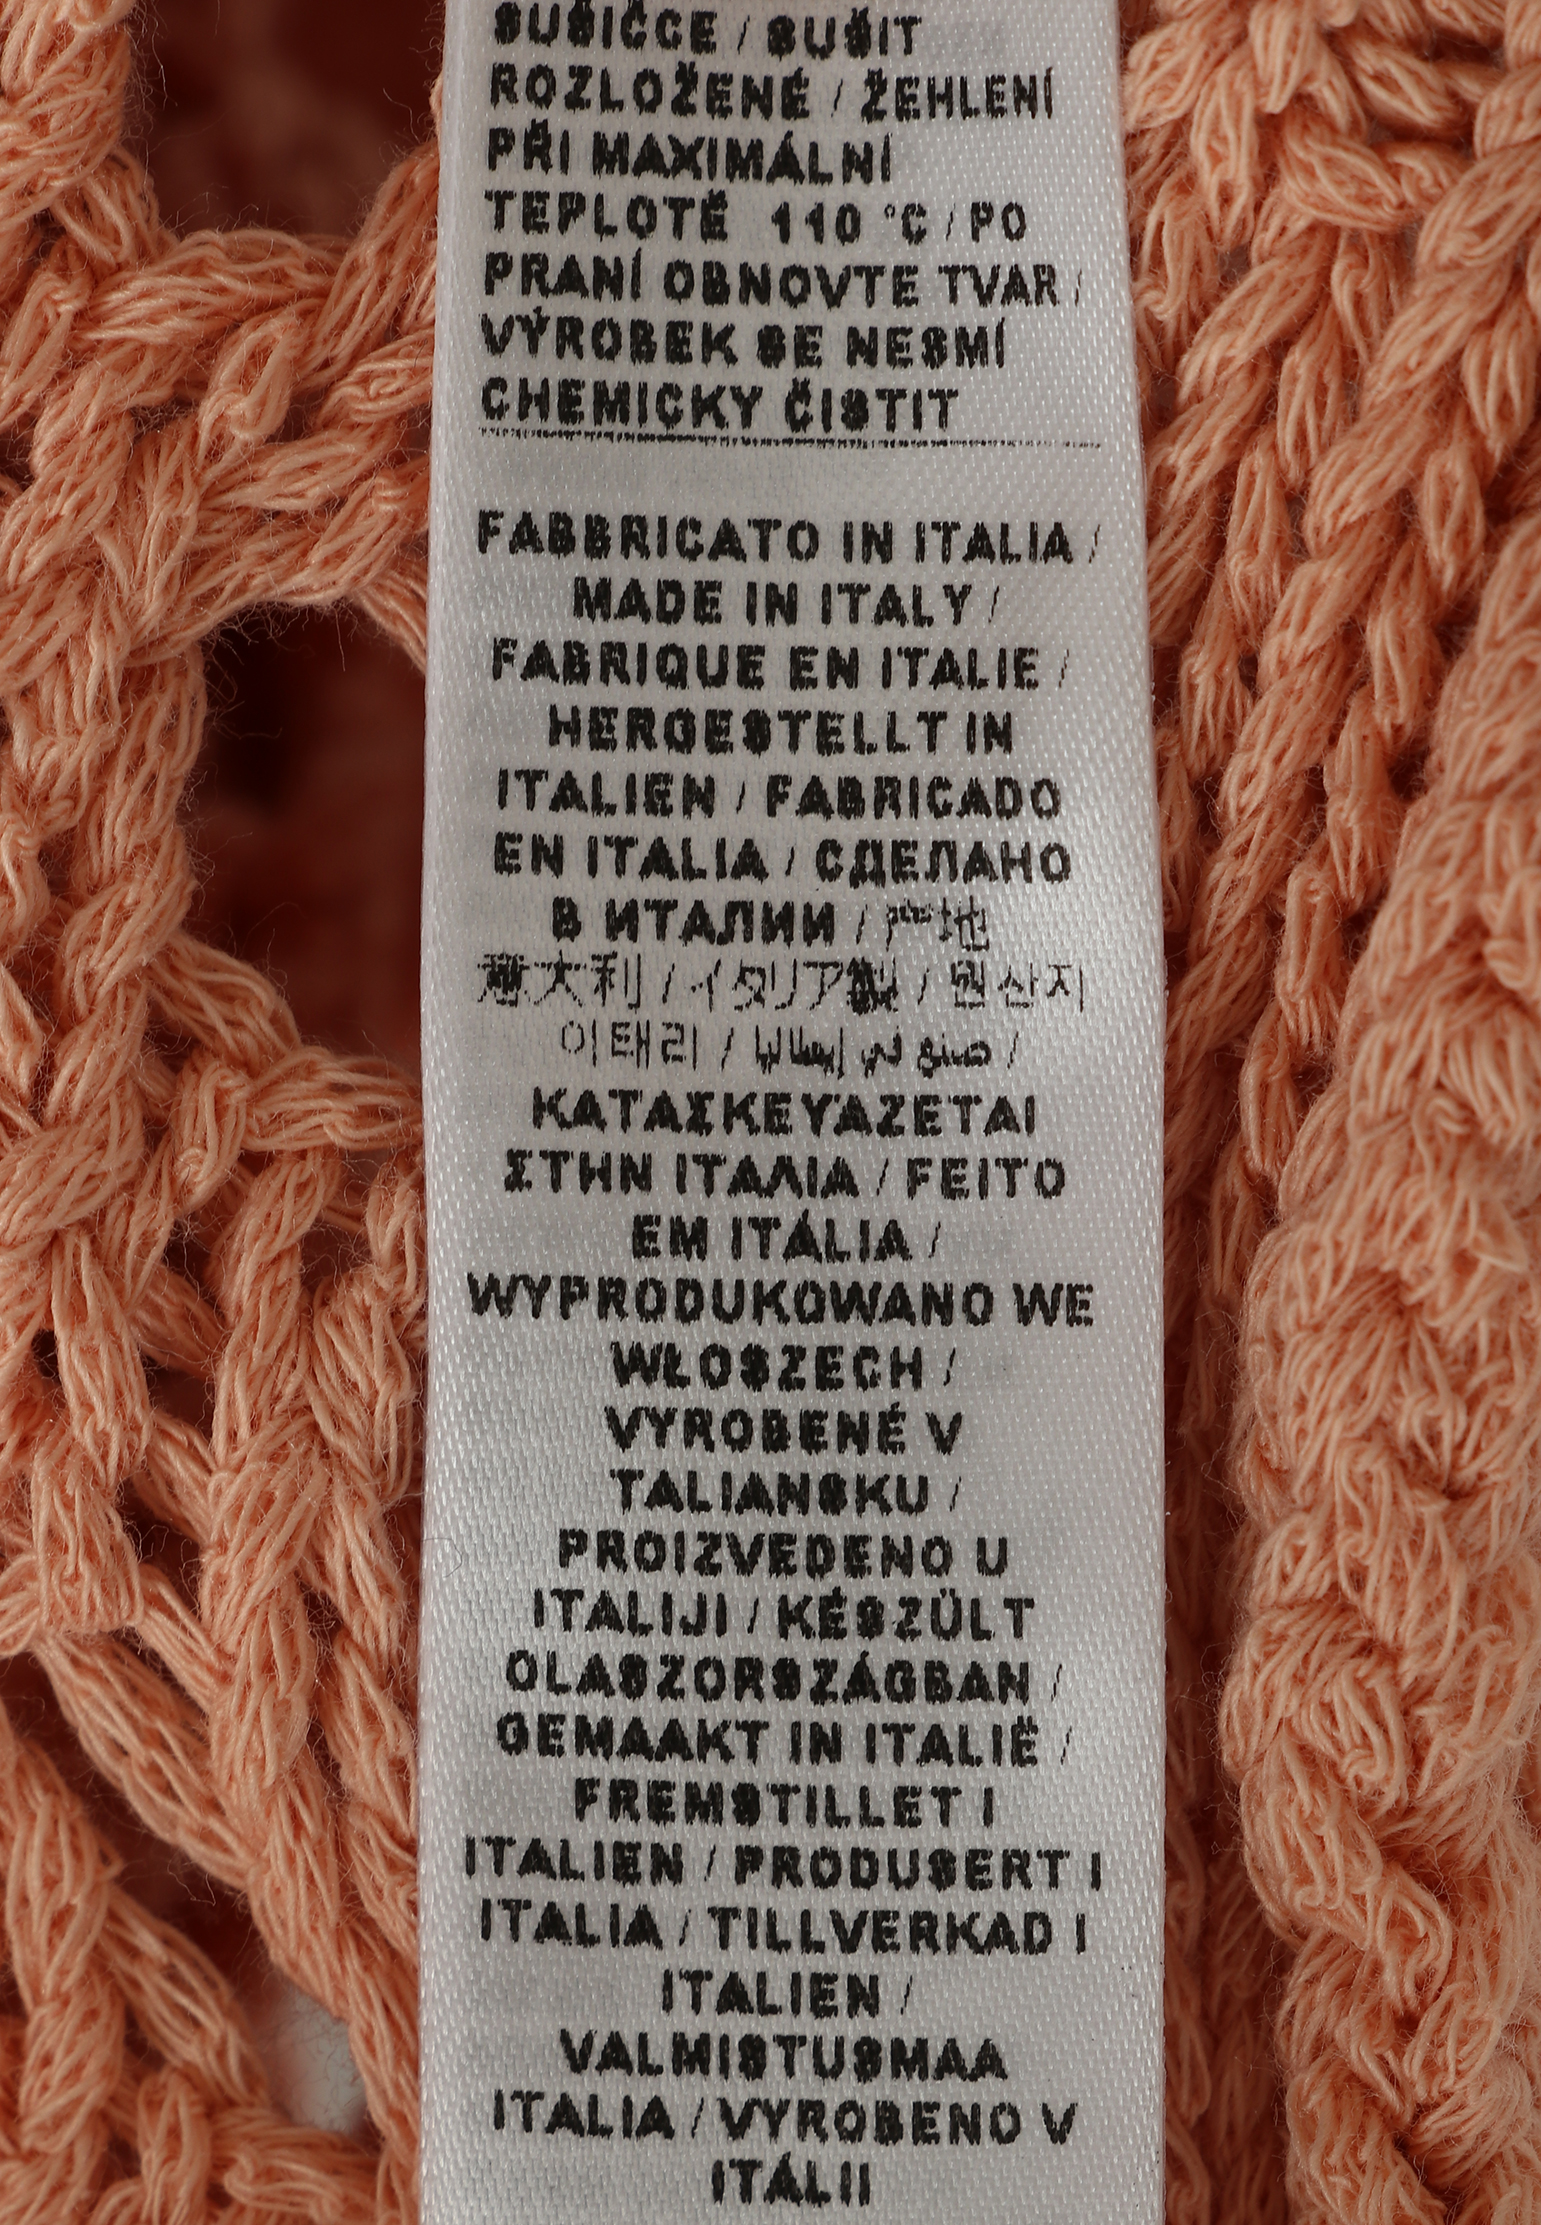 SUŠIČCE / SUŠIT
ROZLOŽENÉ / ŽEHLENÍ
PŘI MAXIMÁLNÍ
TEPLOTĚ 110 °C / PO
PRANÍ OBNOVTE TVAR /
VÝROBEK SE NESMÍ
CHEMICKY ČISTIT
FABBRICATO IN ITALIA /
MADE IN ITALY /
FABRIQUE EN ITALIE /
HERGESTELLT IN
ITALIEN / FABRICADO
EN ITALIA / СДЕЛАНО
В ИТАЛИИ / 产地
意大利 / イタリア製 / 원산지
이태리 / صنع في /
ΚΑΤΑΣΚΕΥΑΖΕΤΑΙ
ΣΤΗΝ ΙΤΑΛΙΑ / FEITO
EM ITÁLIA /
WYPRODUKOWANO WE
WŁOSZECH /
VYROBENÉ V
TALIANSKU /
PROIZVEDENO U
ITALIJI / KÉSZÜLT
OLASZORSZÁGBAN /
GEMAAKT IN ITALIË /
FREMSTILLET I
ITALIEN / PRODUSERT I
ITALIA / TILLVERKAD I
ITALIEN /
VALMISTUSMAA
ITALIA / VYROBENO V
ITÁLII